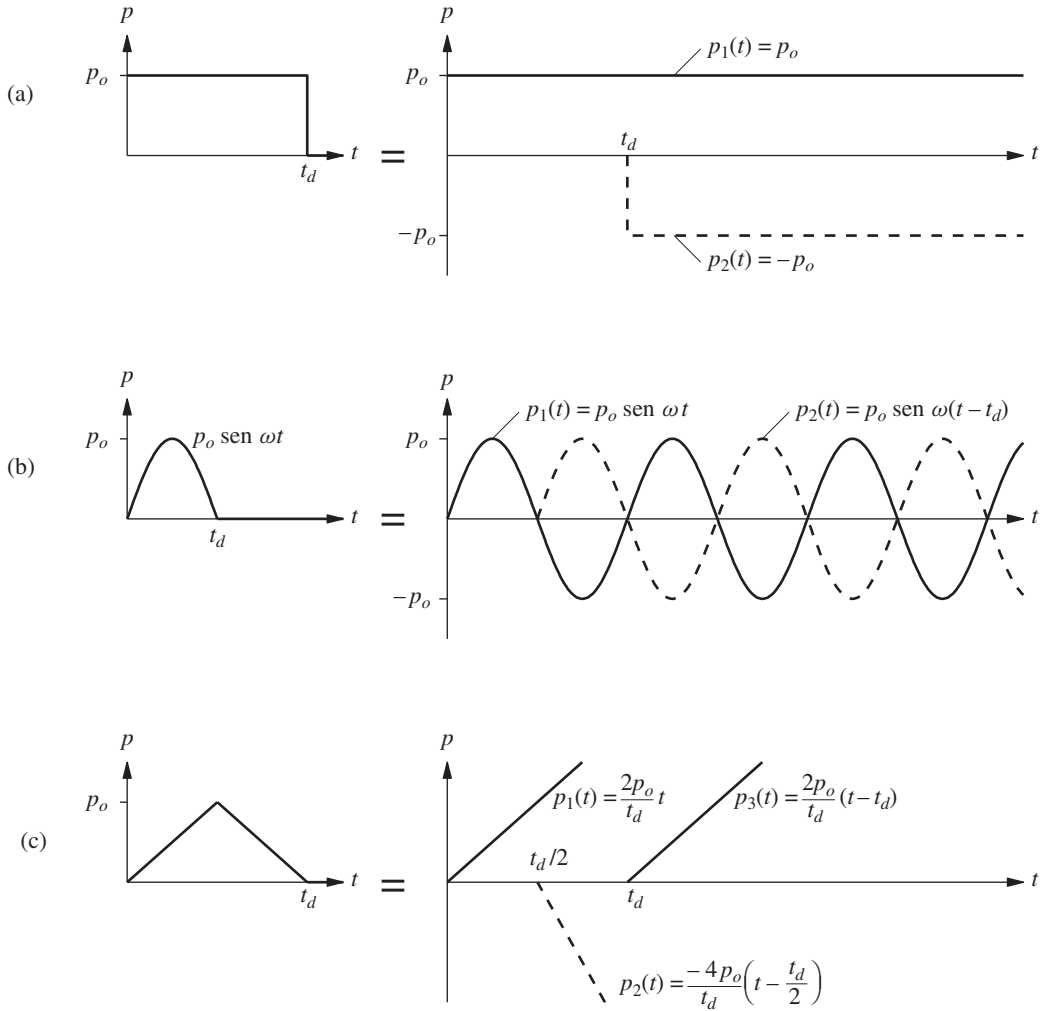 (a)
p
p_o
t_d
t
=
p
p_o
p_1(t) = p_o
t_d
t
−p_o
p_2(t) = −p_o
(b)
p
p_o
p_o sen ωt
t_d
t
=
p
p_o
p_1(t) = p_o sen ωt
p_2(t) = p_o sen ω(t − t_d)
t
−p_o
(c)
p
p_o
t_d
t
=
p
p_1(t) = 2p_o/t_d t
p_3(t) = 2p_o/t_d (t − t_d)
t_d/2
t_d
t
p_2(t) = −4p_o/t_d (t − t_d/2)